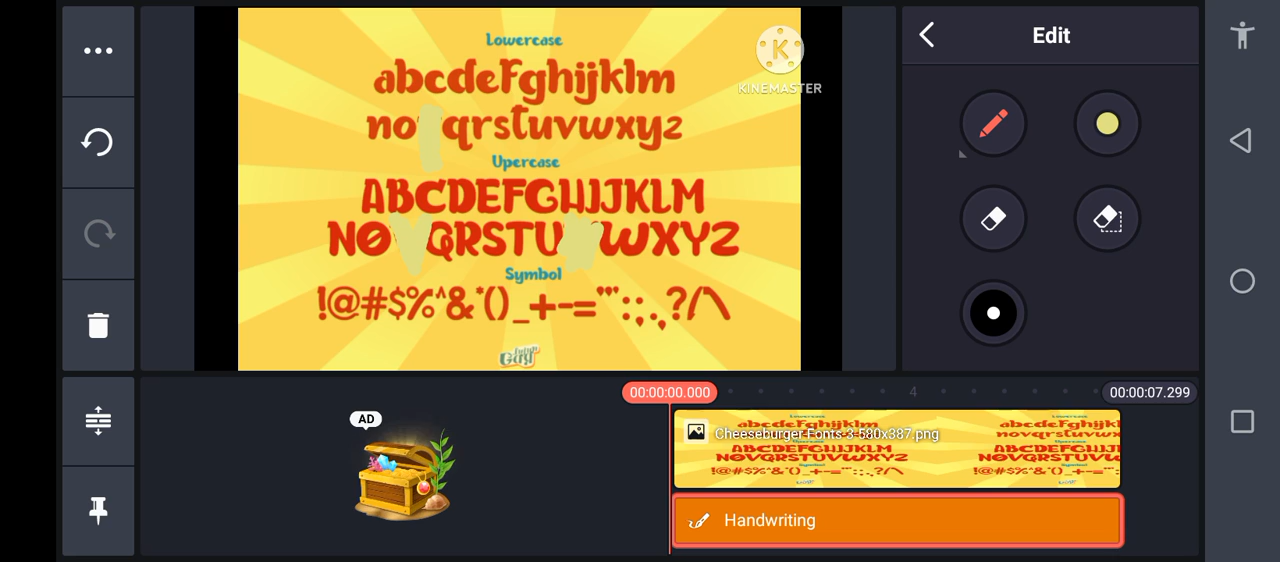 Edit
Lowercase
abcdefghijklm
no qrstuvwxyz
KINEMASTER
Upercase
ABCDEFGHIJKLM
NO QRSTU WXYZ
Symbol
!@#$%^&*()_+-="":;.,?/\
00:00:00.000
4
00:00:07.299
AD
Cheeseburger-Fonts-3-580x387.png
Handwriting